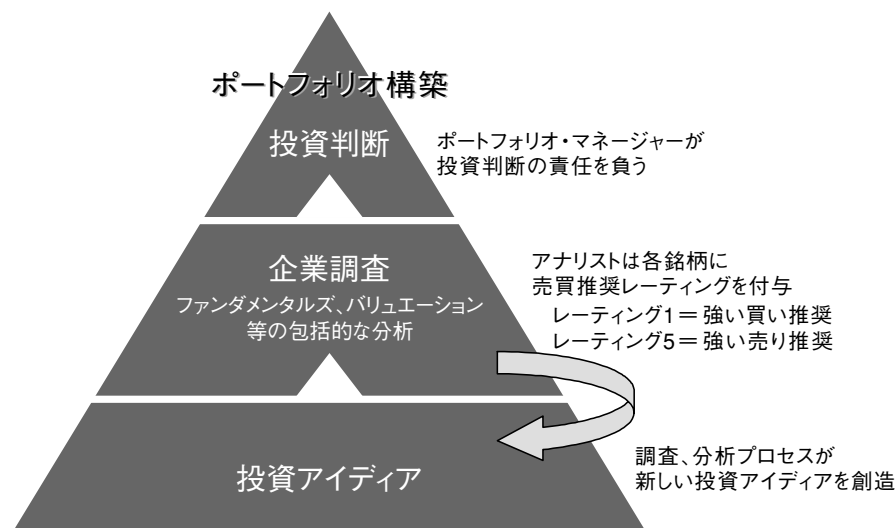 ポートフォリオ構築
投資判断
ポートフォリオ・マネージャーが
投資判断の責任を負う
企業調査
ファンダメンタルズ、バリュエーション
等の包括的な分析
アナリストは各銘柄に
売買推奨レーティングを付与
レーティング1＝強い買い推奨
レーティング5＝強い売り推奨
投資アイディア
調査、分析プロセスが
新しい投資アイディアを創造